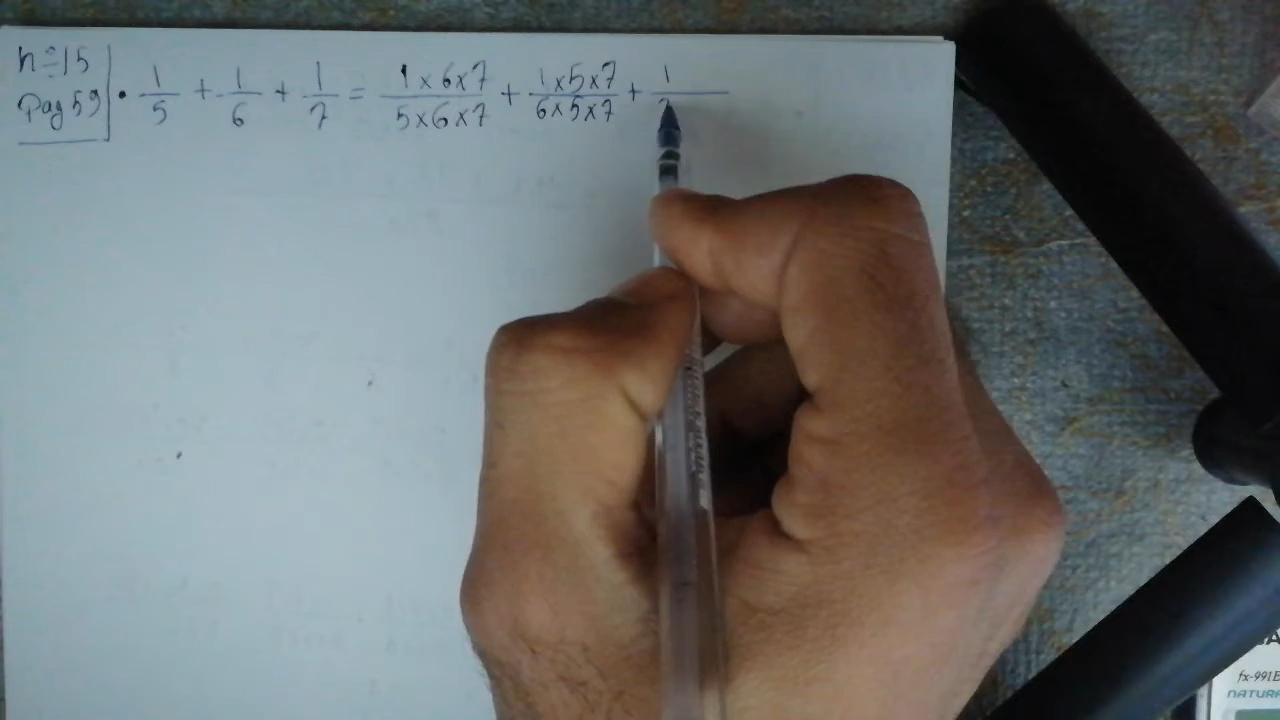 n=15
Pag 59
• 1/5 + 1/6 + 1/7 = 1×6×7/5×6×7 + 1×5×7/6×5×7 + 1/
fx-991E
NATURA